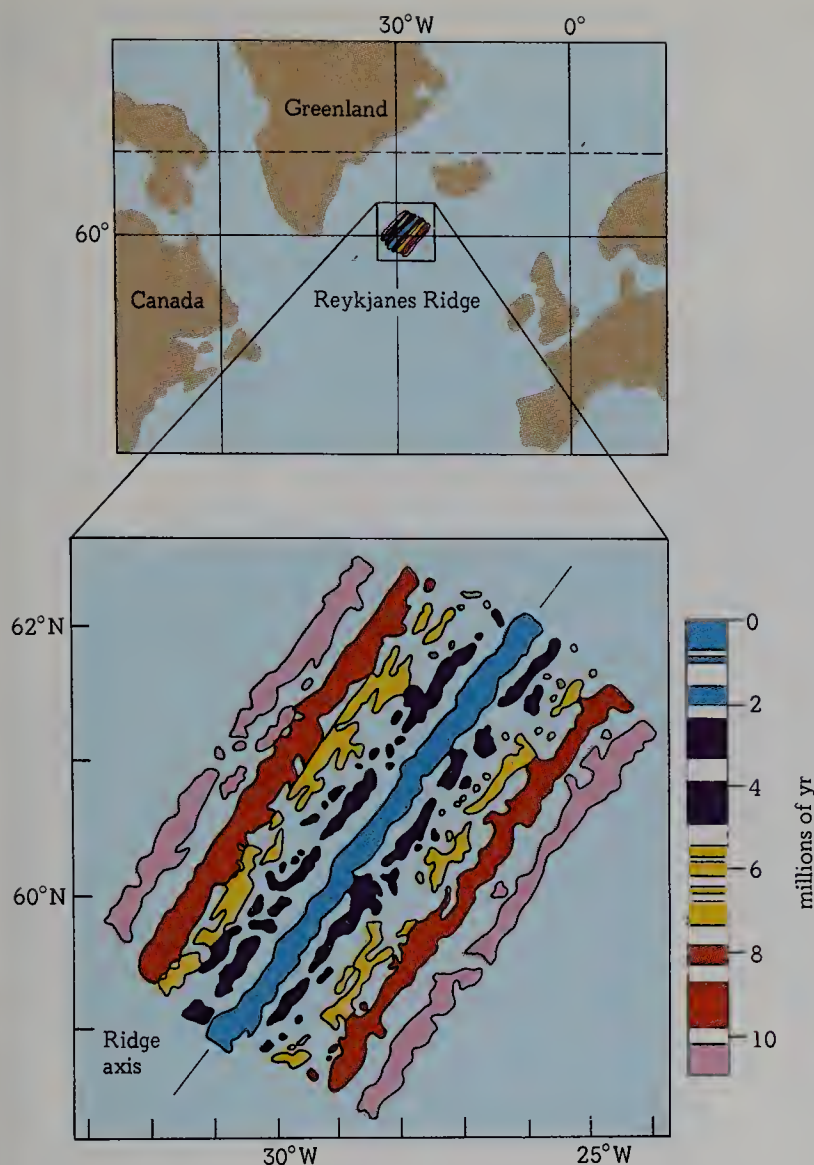 30°W 0°
Greenland
60°
Canada
Reykjanes Ridge
62°N
60°N
Ridge
axis
30°W 25°W
0
2
4
6
8
10
millions of yr